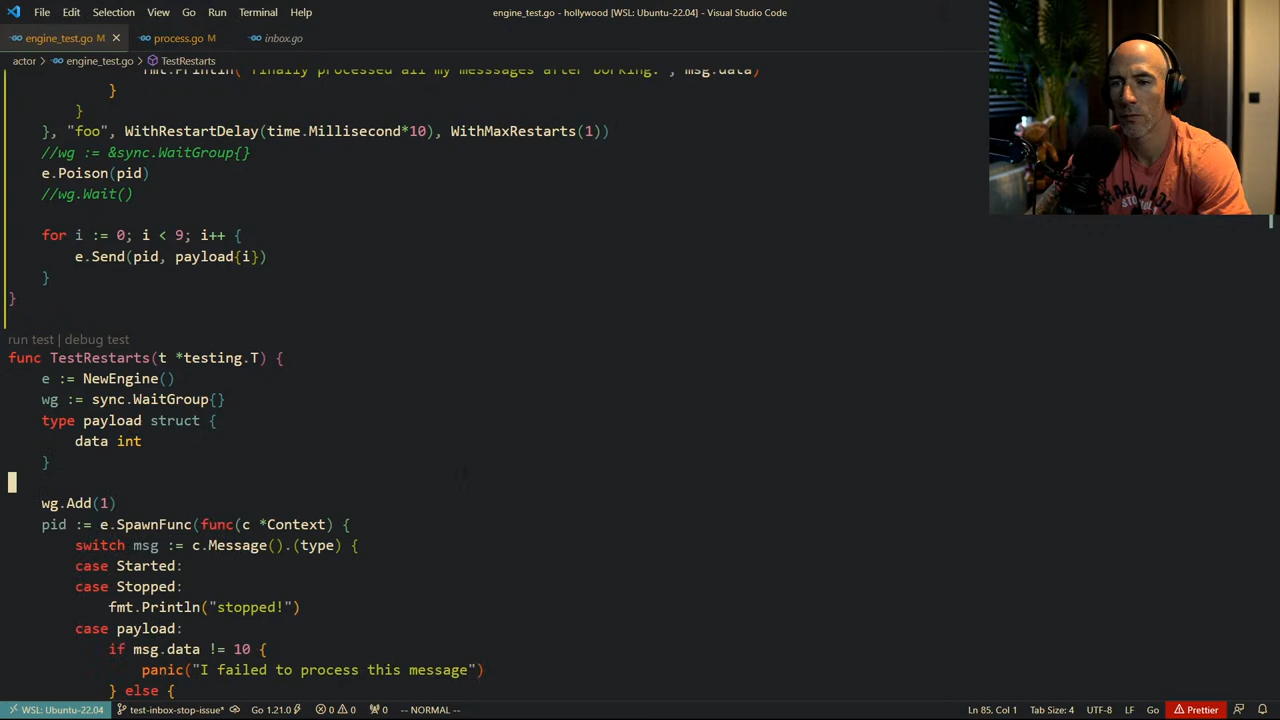 File Edit Selection View Go Run Terminal Help
engine_test.go - hollywood [WSL: Ubuntu-22.04] - Visual Studio Code
engine_test.go M process.go M inbox.go
actor > engine_test.go > TestRestarts
fmt.Println("finally processed all my messsages after borking.", msg.data)
}
}
}, "foo", WithRestartDelay(time.Millisecond*10), WithMaxRestarts(1))
//wg := &sync.WaitGroup{}
e.Poison(pid)
//wg.Wait()
for i := 0; i < 9; i++ {
e.Send(pid, payload{i})
}
}
run test | debug test
func TestRestarts(t *testing.T) {
e := NewEngine()
wg := sync.WaitGroup{}
type payload struct {
data int
}
wg.Add(1)
pid := e.SpawnFunc(func(c *Context) {
switch msg := c.Message().(type) {
case Started:
case Stopped:
fmt.Println("stopped!")
case payload:
if msg.data != 10 {
panic("I failed to process this message")
} else {
WSL: Ubuntu-22.04 test-inbox-stop-issue* Go 1.21.0 0 0 0 -- NORMAL -- Ln 85, Col 1 Tab Size: 4 UTF-8 LF Go Prettier